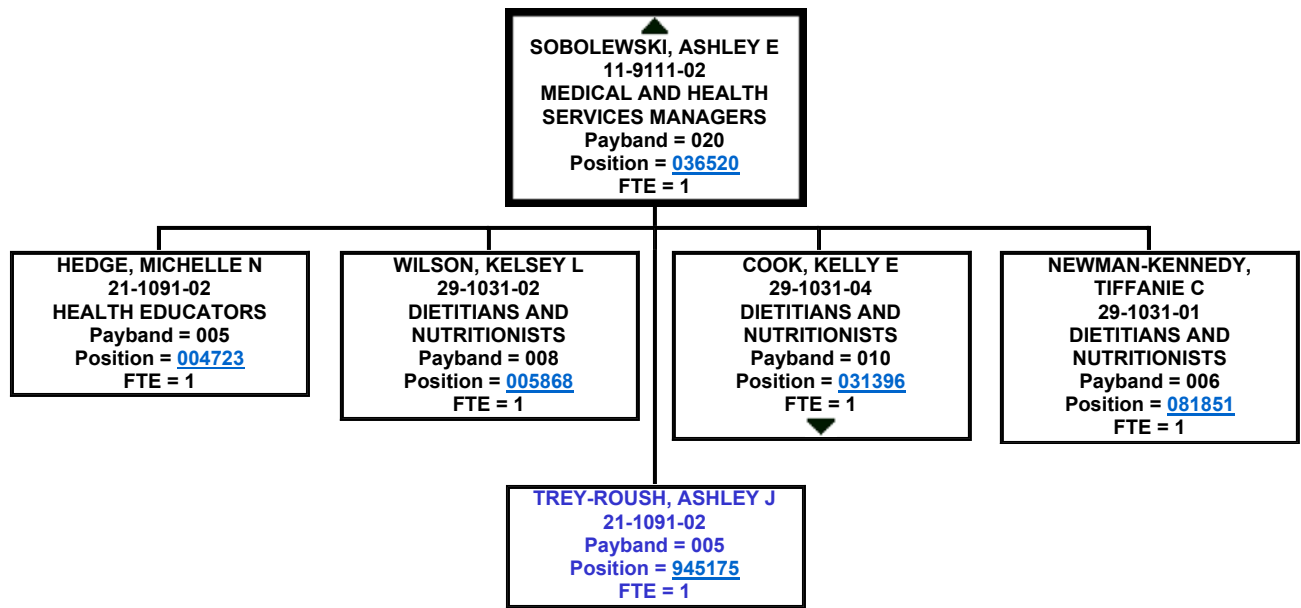 SOBOLEWSKI, ASHLEY E
11-9111-02
MEDICAL AND HEALTH
SERVICES MANAGERS
Payband = 020
Position = 036520
FTE = 1
HEDGE, MICHELLE N
21-1091-02
HEALTH EDUCATORS
Payband = 005
Position = 004723
FTE = 1
WILSON, KELSEY L
29-1031-02
DIETITIANS AND
NUTRITIONISTS
Payband = 008
Position = 005868
FTE = 1
COOK, KELLY E
29-1031-04
DIETITIANS AND
NUTRITIONISTS
Payband = 010
Position = 031396
FTE = 1
NEWMAN-KENNEDY,
TIFFANIE C
29-1031-01
DIETITIANS AND
NUTRITIONISTS
Payband = 006
Position = 081851
FTE = 1
TREY-ROUSH, ASHLEY J
21-1091-02
Payband = 005
Position = 945175
FTE = 1